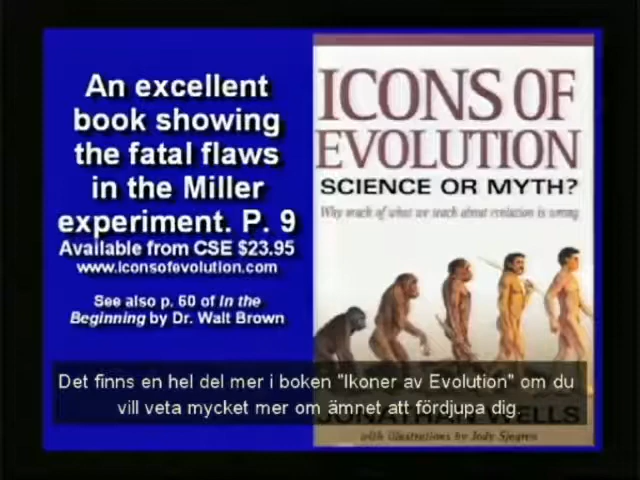 An excellent
book showing
the fatal flaws
in the Miller
experiment. P. 9
Available from CSE $23.95
www.iconsofevolution.com
See also p. 60 of In the
Beginning by Dr. Walt Brown
ICONS OF
EVOLUTION
SCIENCE OR MYTH?
Why much of what we teach about evolution is wrong
Det finns en hel del mer i boken "Ikoner av Evolution" om du
vill veta mycket mer om ämnet att fördjupa dig.
JONATHAN WELLS
with illustrations by Jody Sjogren